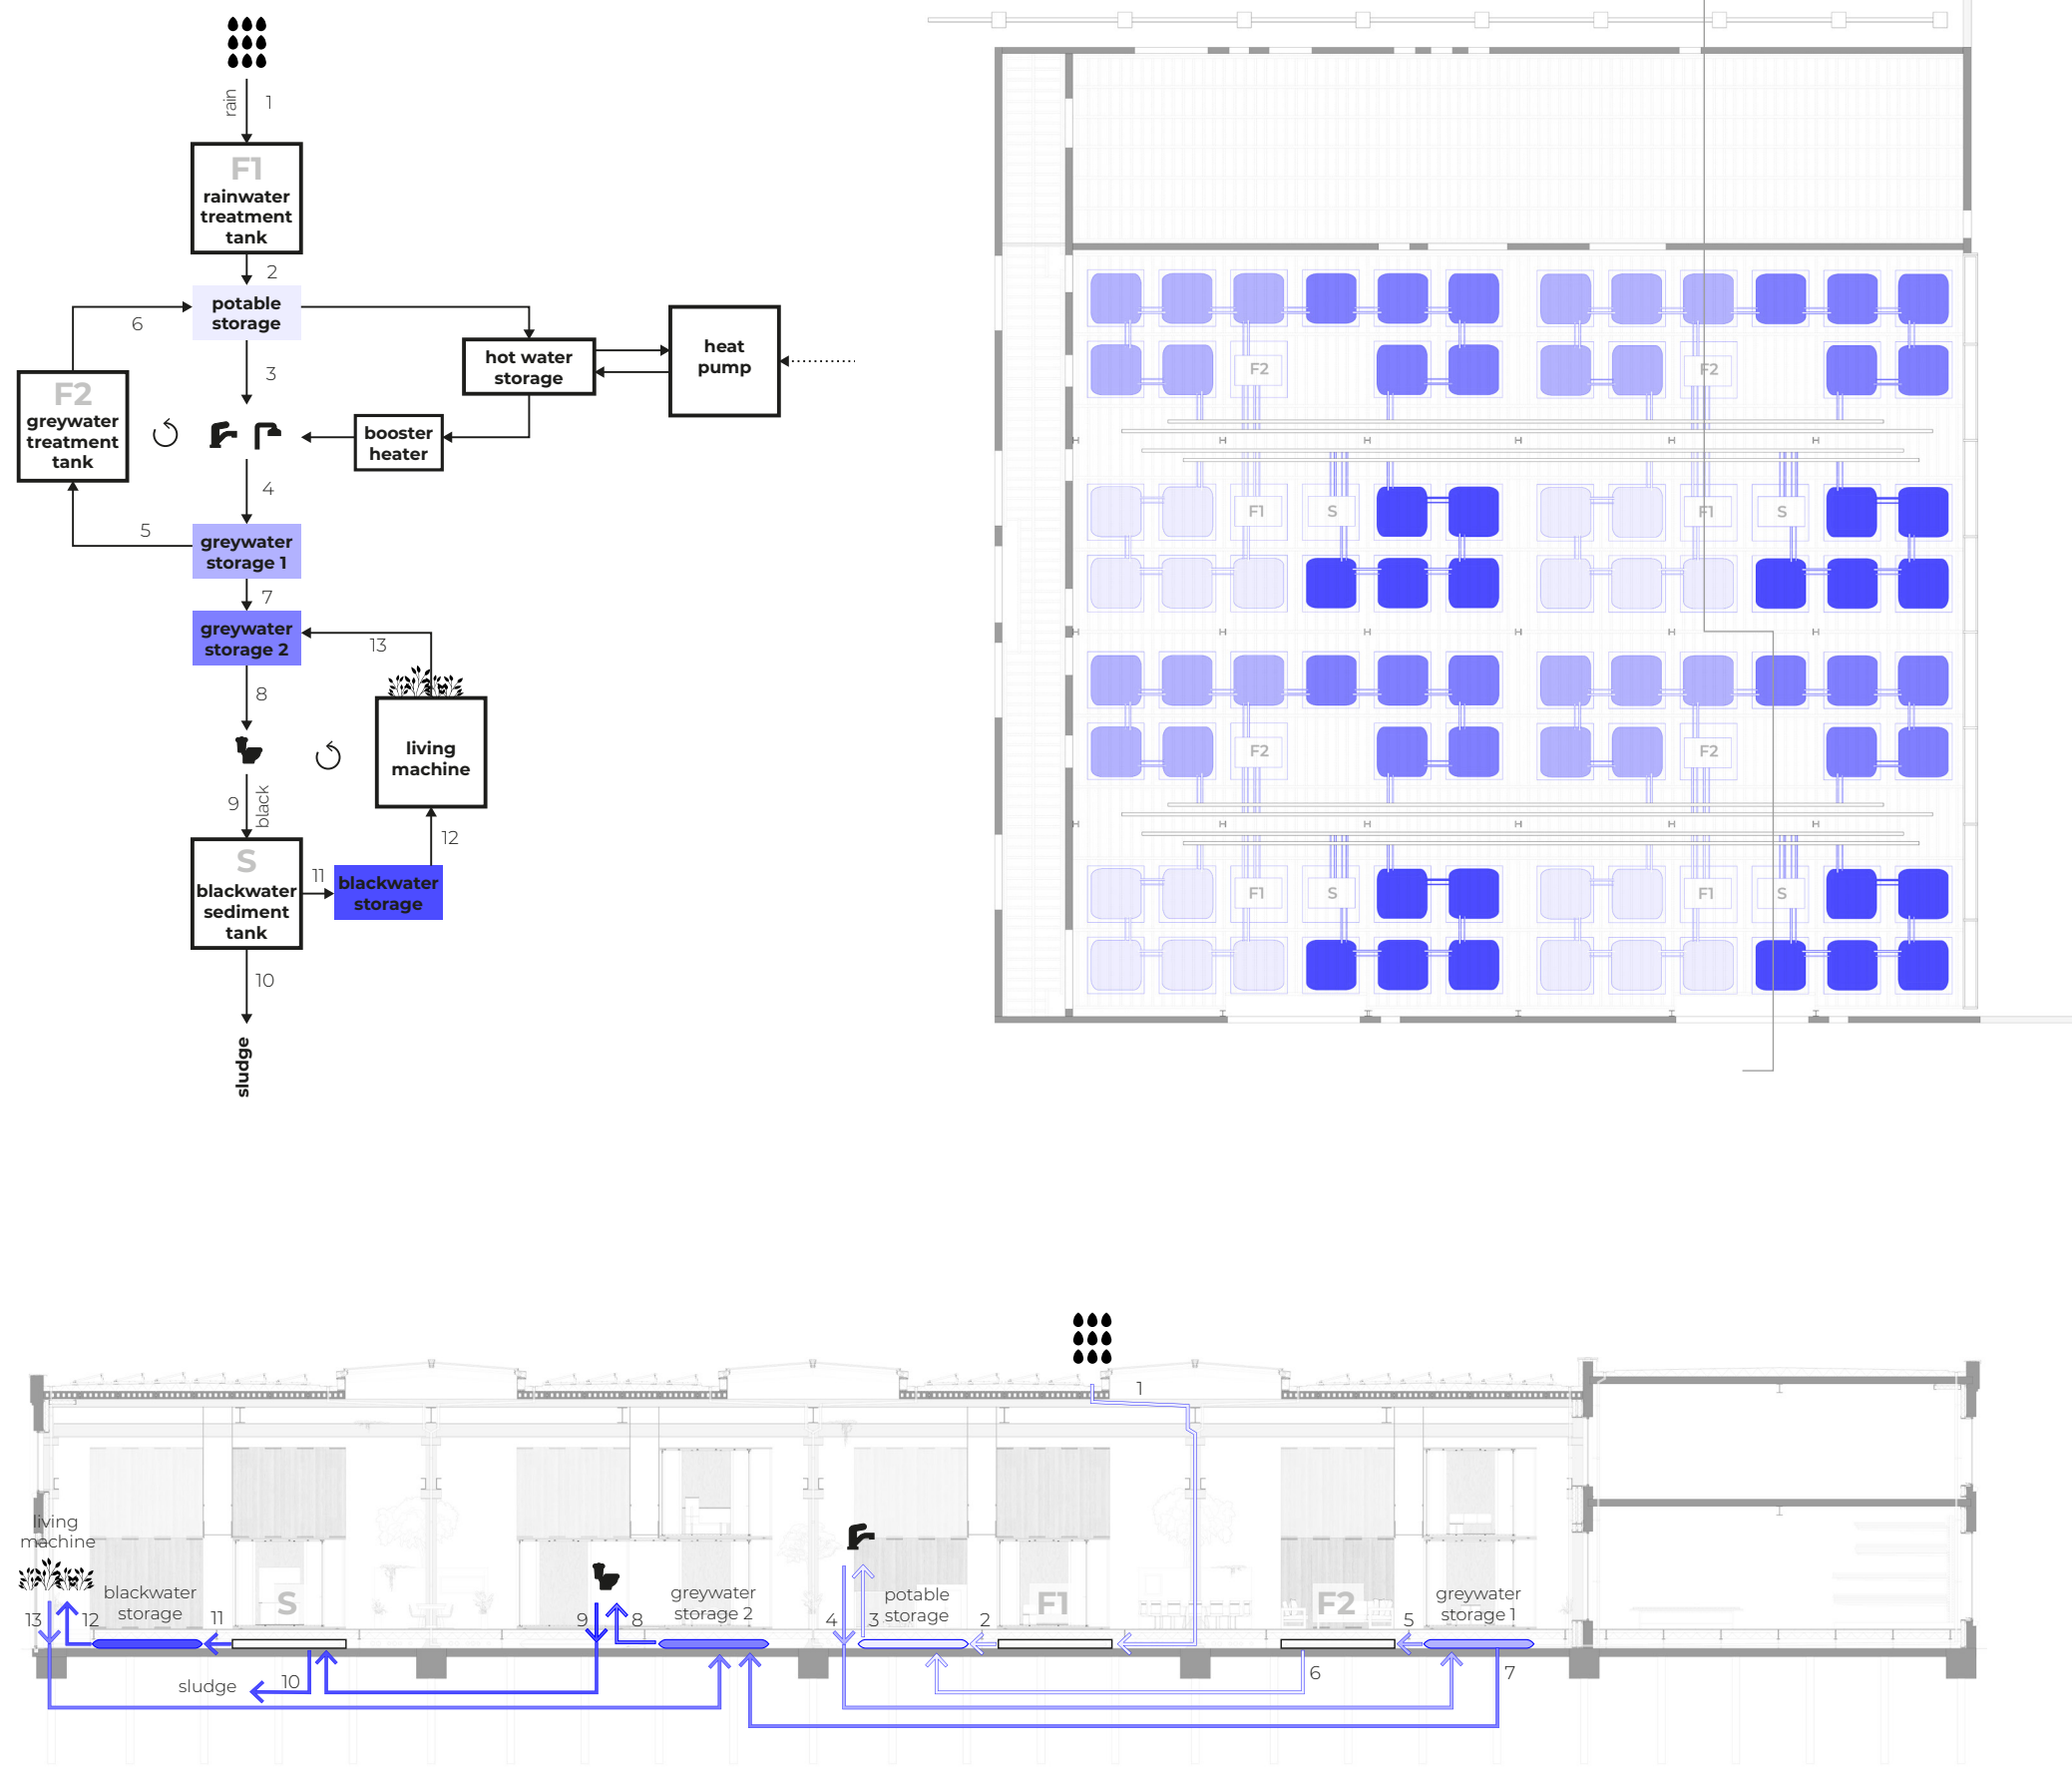 rain
1
F1
rainwater
treatment
tank
2
potable
storage
6
3
hot water
storage
heat
pump
F2
greywater
treatment
tank
booster
heater
4
5
greywater
storage 1
7
greywater
storage 2
13
8
living
machine
9
black
12
S
blackwater
sediment
tank
11
blackwater
storage
10
sludge
F2
F2
F1
S
F1
S
F2
F2
F1
S
F1
S
1
living
machine
blackwater
storage
S
greywater
storage 2
potable
storage
F1
F2
greywater
storage 1
13
12
11
9
8
4
3
2
5
sludge
10
6
7